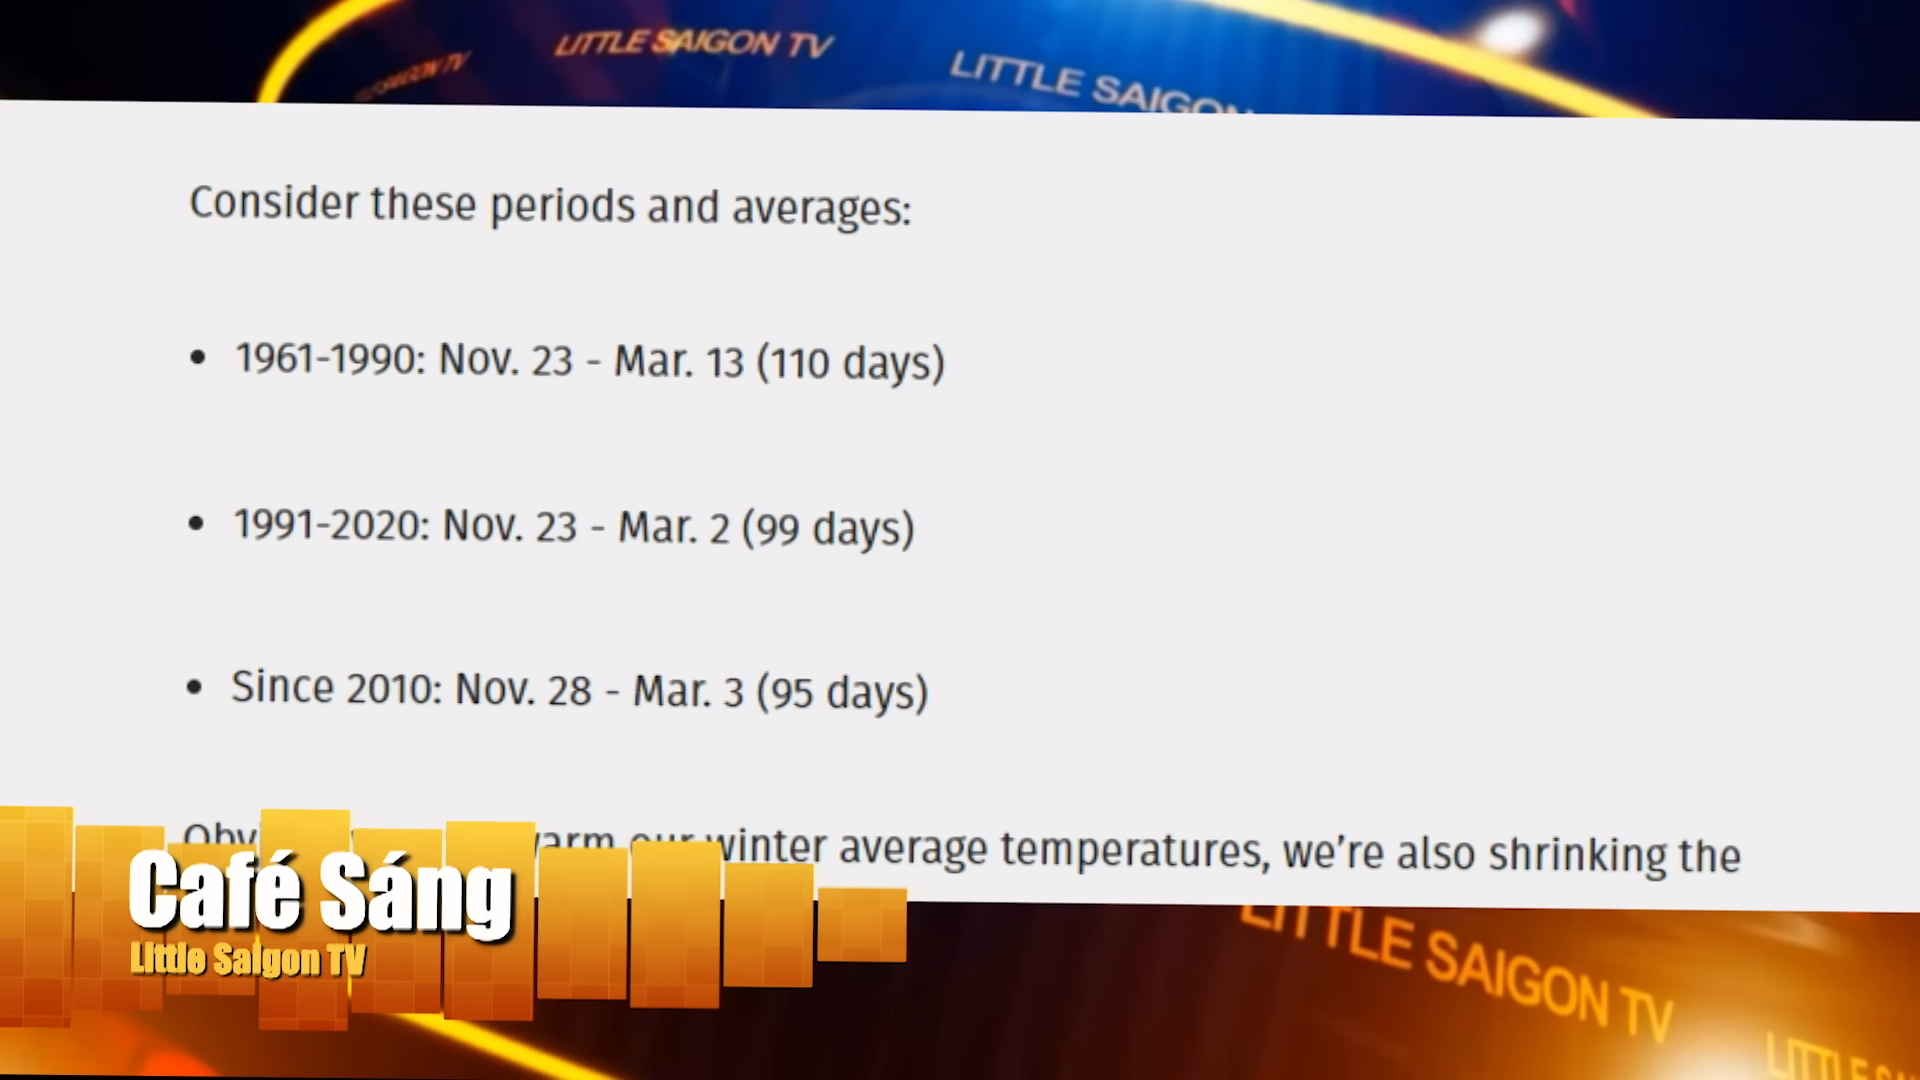 LITTLE SAIGON TV
LITTLE SAIGON
Consider these periods and averages:
• 1961-1990: Nov. 23 - Mar. 13 (110 days)
• 1991-2020: Nov. 23 - Mar. 2 (99 days)
• Since 2010: Nov. 28 - Mar. 3 (95 days)
winter average temperatures, we're also shrinking the
Café Sáng
Little Saigon TV
LITTLE SAIGON TV